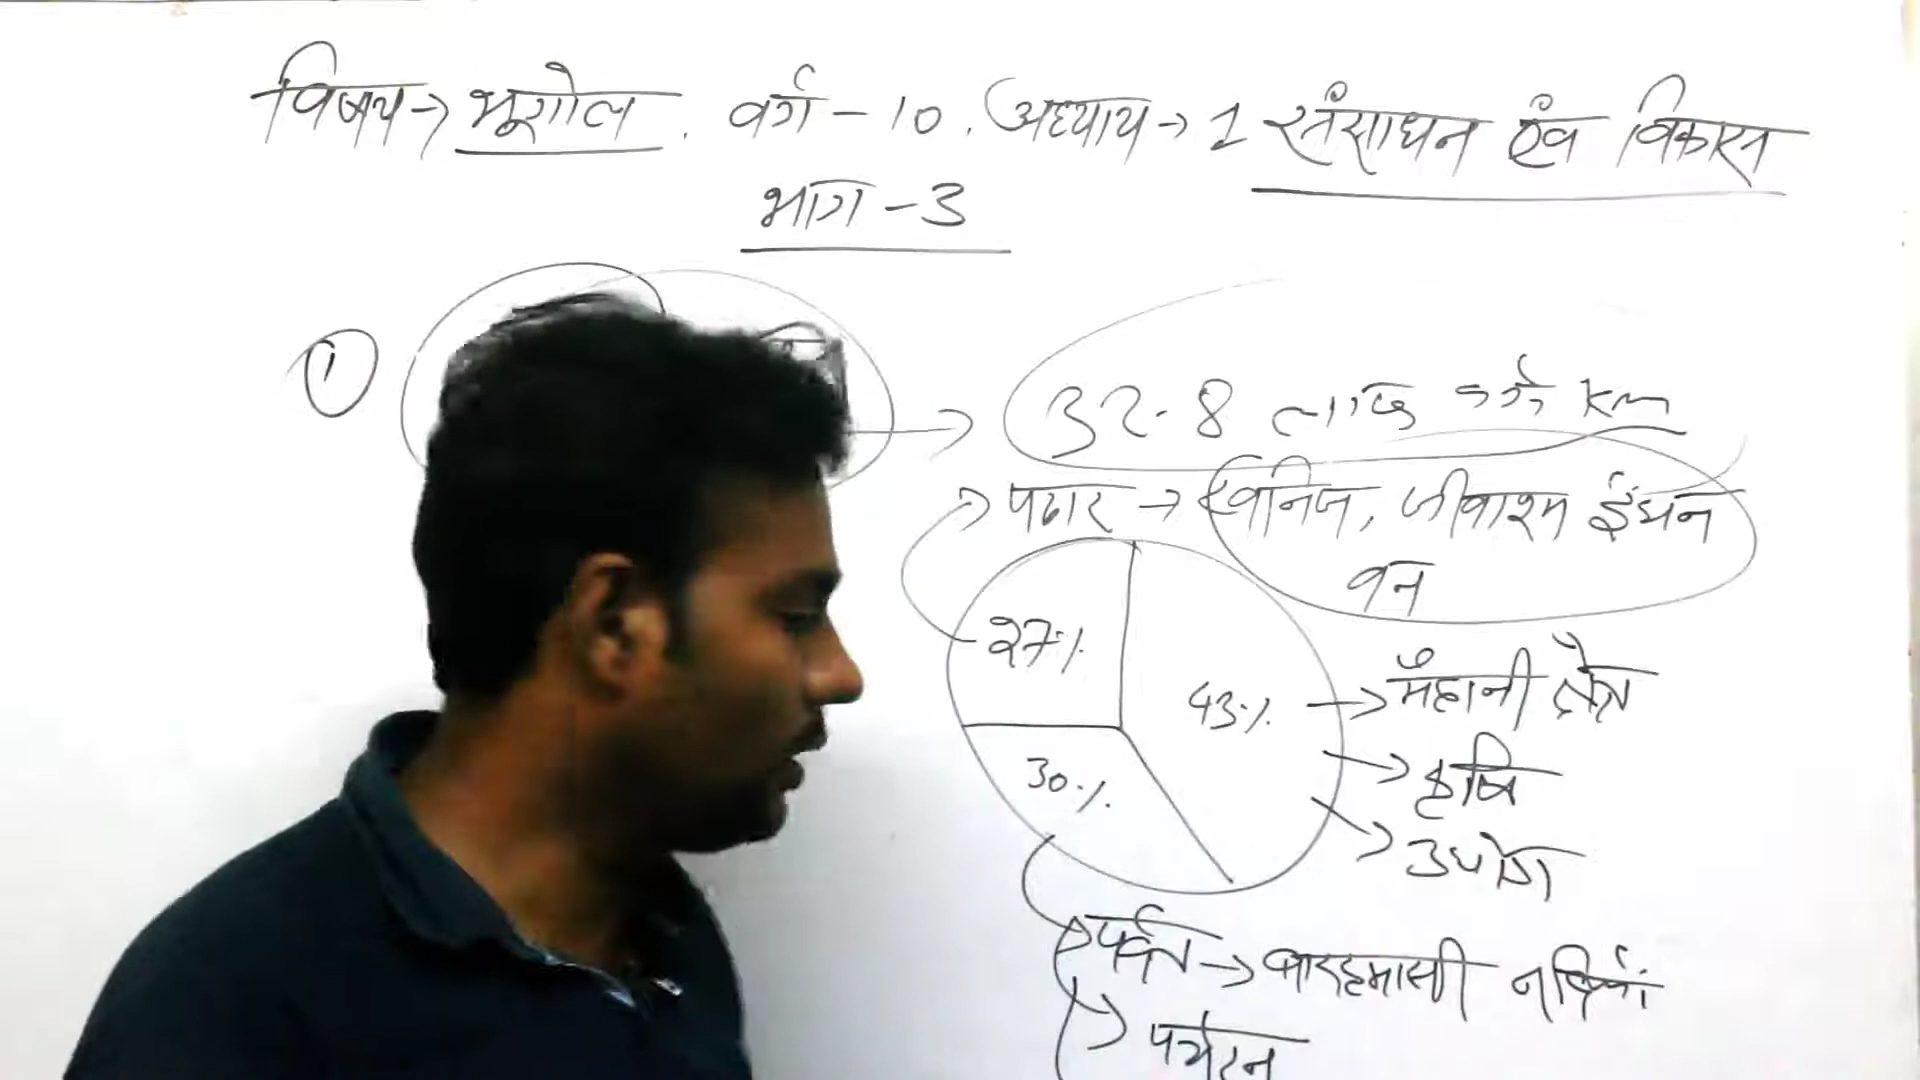 विषय → भूगोल. वर्ग - 10. अध्याय → 1 संसाधन एंव विकास
भाग - 3
①
→ 32.8 लाख वर्ग km
→ पठार → खनिज, जीवाश्म ईंधन
वन
27%
43% → मैदानी क्षेत्र
→ कृषि
30%
→ उद्योग
→ पर्वत → बारहमासी नदियां
→ पर्यटन